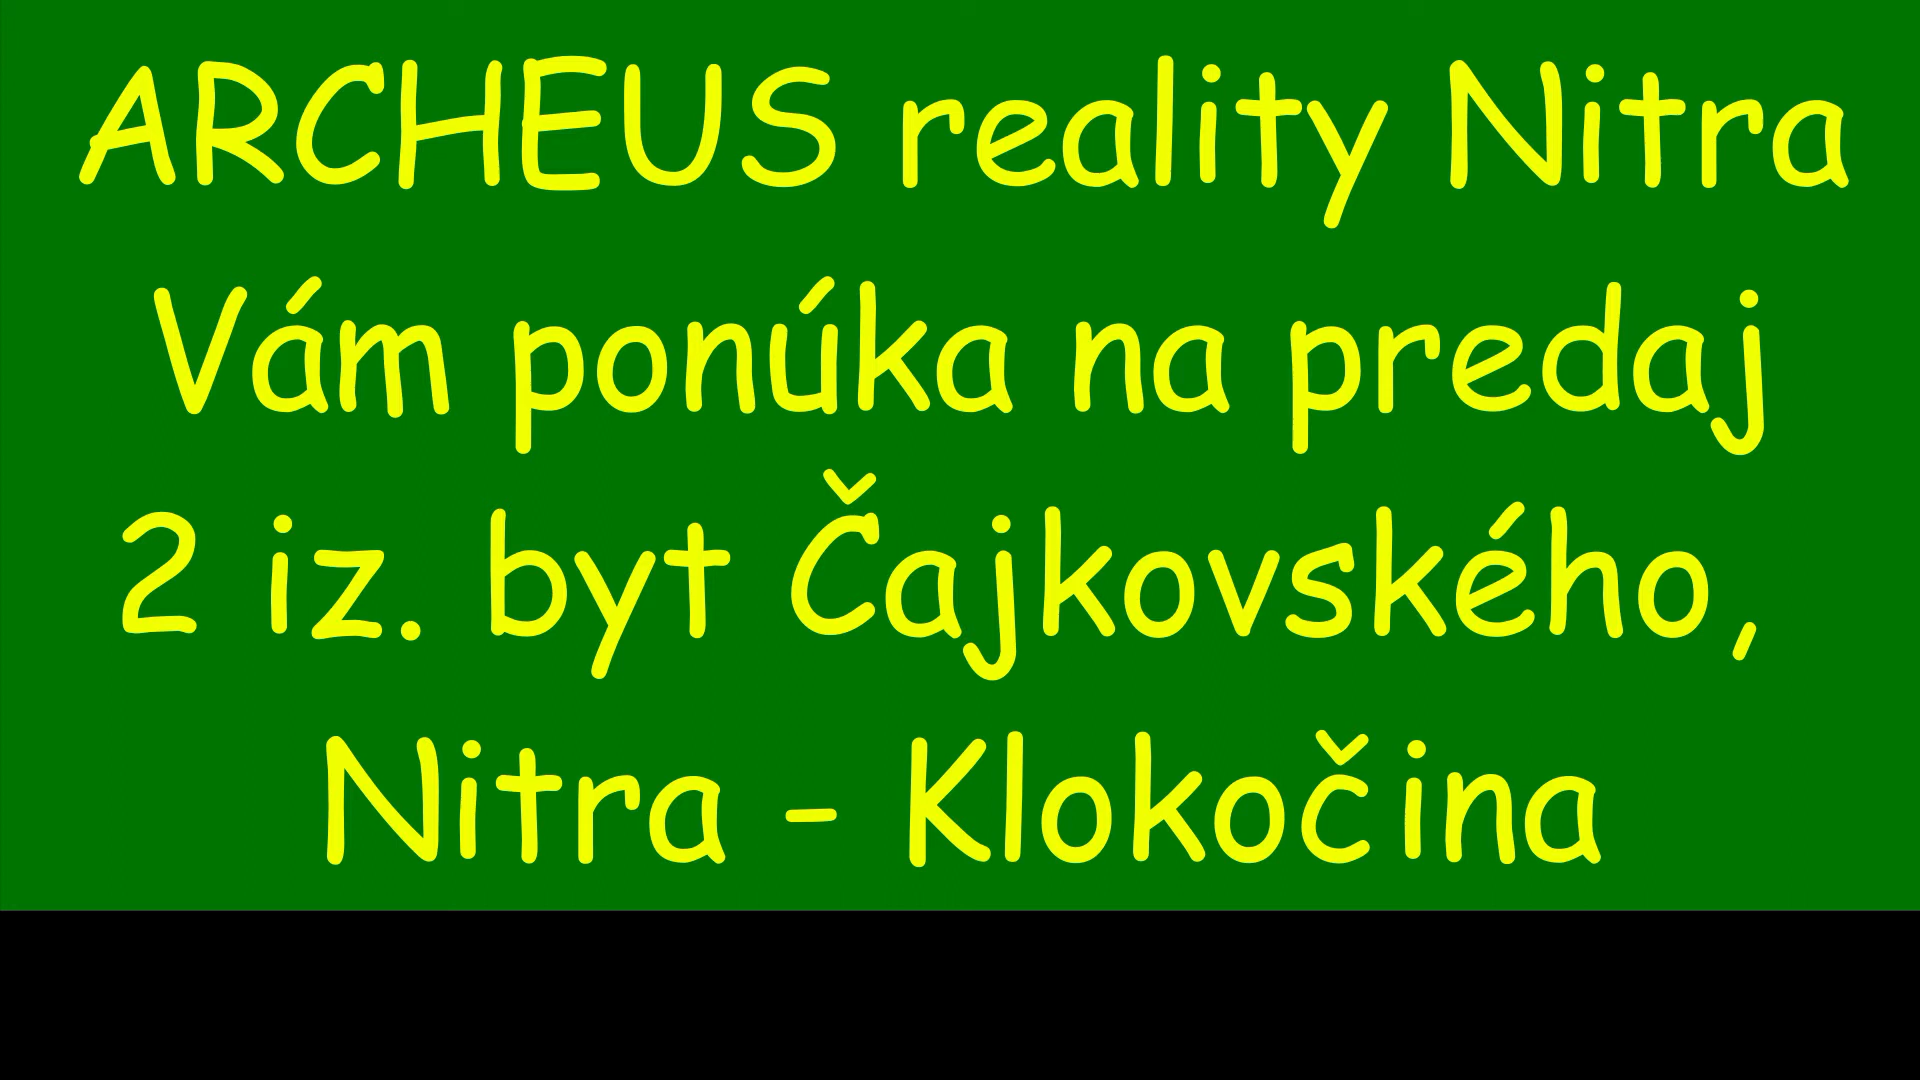 ARCHEUS reality Nitra
Vám ponúka na predaj
2 iz. byt Čajkovského,
Nitra - Klokočina